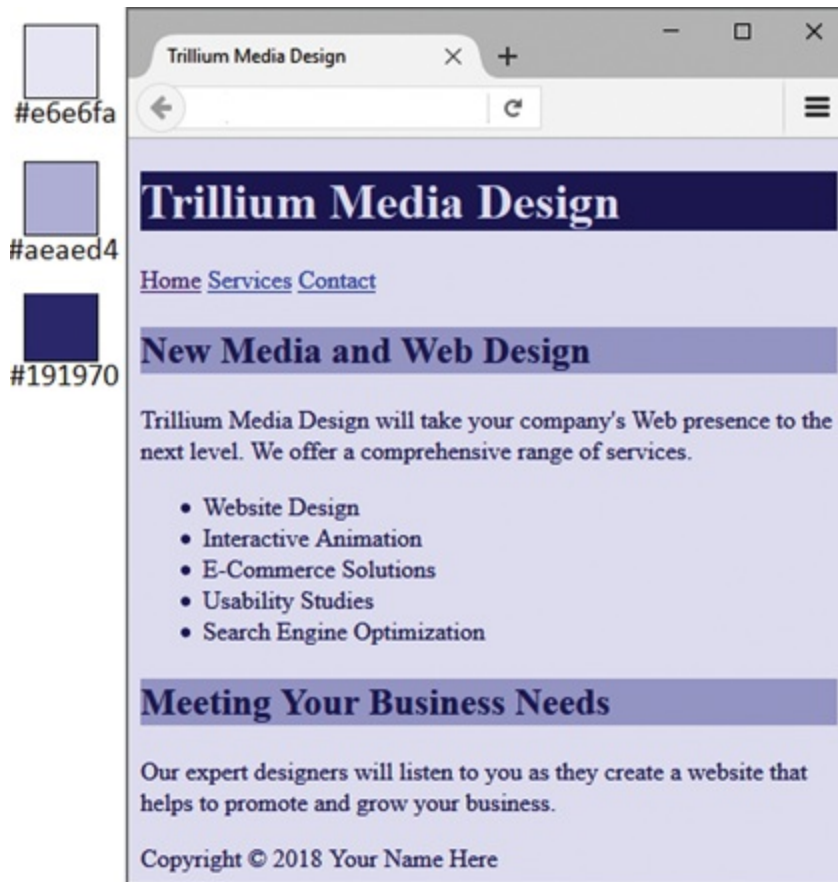 #e6e6fa
#aeaed4
#191970
Trillium Media Design
Trillium Media Design
Home Services Contact
New Media and Web Design
Trillium Media Design will take your company's Web presence to the
next level. We offer a comprehensive range of services.
• Website Design
• Interactive Animation
• E-Commerce Solutions
• Usability Studies
• Search Engine Optimization
Meeting Your Business Needs
Our expert designers will listen to you as they create a website that
helps to promote and grow your business.
Copyright © 2018 Your Name Here